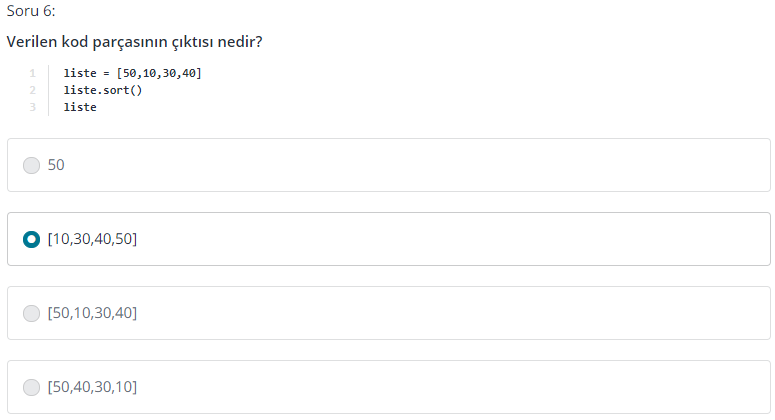 Soru 6:
Verilen kod parçasının çıktısı nedir?
1 liste = [50,10,30,40]
2 liste.sort()
3 liste
50
[10,30,40,50]
[50,10,30,40]
[50,40,30,10]